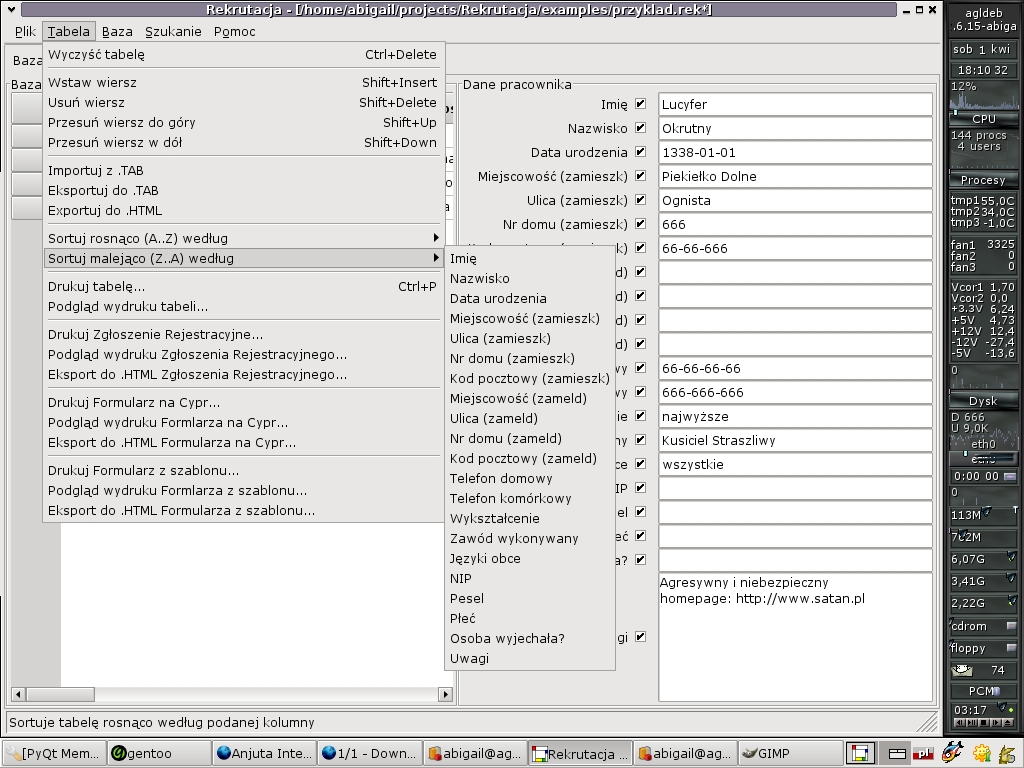 Rekrutacja - [/home/abigail/projects/Rekrutacja/examples/przyklad.rek*]
Plik Tabela Baza Szukanie Pomoc
Baza
Baza
Wyczyść tabelę Ctrl+Delete
Wstaw wiersz Shift+Insert
Usuń wiersz Shift+Delete
Przesuń wiersz do góry Shift+Up
Przesuń wiersz w dół Shift+Down
Importuj z .TAB
Eksportuj do .TAB
Exportuj do .HTML
Sortuj rosnąco (A..Z) według
Sortuj malejąco (Z..A) według
Drukuj tabelę... Ctrl+P
Podgląd wydruku tabeli...
Drukuj Zgłoszenie Rejestracyjne...
Podgląd wydruku Zgłoszenia Rejestracyjnego...
Eksport do .HTML Zgłoszenia Rejestracyjnego...
Drukuj Formularz na Cypr...
Podgląd wydruku Formlarza na Cypr...
Eksport do .HTML Formularza na Cypr...
Drukuj Formularz z szablonu...
Podgląd wydruku Formlarza z szablonu...
Eksport do .HTML Formularza z szablonu...
Imię
Nazwisko
Data urodzenia
Miejscowość (zamieszk)
Ulica (zamieszk)
Nr domu (zamieszk)
Kod pocztowy (zamieszk)
Miejscowość (zameld)
Ulica (zameld)
Nr domu (zameld)
Kod pocztowy (zameld)
Telefon domowy
Telefon komórkowy
Wykształcenie
Zawód wykonywany
Języki obce
NIP
Pesel
Płeć
Osoba wyjechała?
Uwagi
Dane pracownika
Imię Lucyfer
Nazwisko Okrutny
Data urodzenia 1338-01-01
Miejscowość (zamieszk) Piekiełko Dolne
Ulica (zamieszk) Ognista
Nr domu (zamieszk) 666
66-66-666
d)
d)
d)
d)
wy 66-66-66-66
wy 666-666-666
ie najwyższe
ny Kusiciel Straszliwy
ce wszystkie
IP
el
eć
a?
gi
Agresywny i niebezpieczny
homepage: http://www.satan.pl
Sortuje tabelę rosnąco według podanej kolumny
[PyQt Mem... gentoo Anjuta Inte... 1/1 - Down... abigail@ag... Rekrutacja ... abigail@ag... GIMP
agldeb
.6.15-abiga
sob 1 kwi
18:10 32
12%
CPU
144 procs
4 users
Procesy
tmp1 55,0C
tmp2 34,0C
tmp3 -1,0C
fan1 3325
fan2 0
fan3 0
Vcor1 1,70
Vcor2 0,0
+3.3V 6,24
+5V 4,73
+12V 12,4
-12V -27,4
-5V -13,6
0
Dysk
D 666
U 9,0K
eth0
eth0
0:00 00
0
113M
762M
6,07G
3,41G
2,22G
cdrom
floppy
74
PCM
03:17